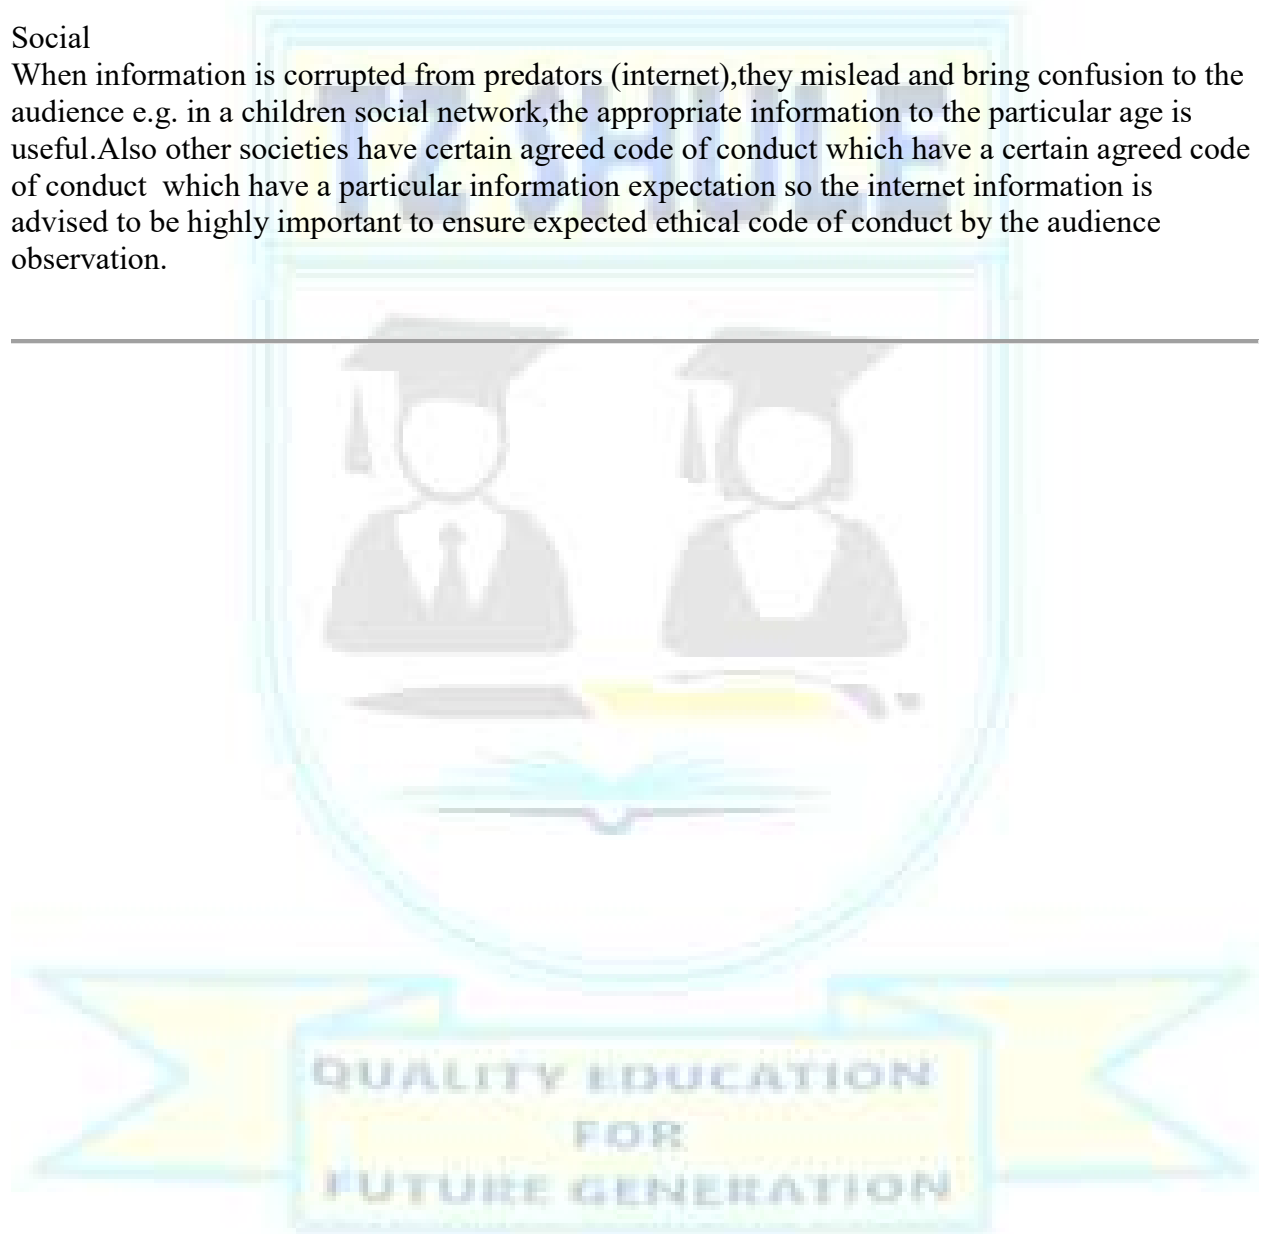 Social
When information is corrupted from predators (internet),they mislead and bring confusion to the
audience e.g. in a children social network,the appropriate information to the particular age is
useful.Also other societies have certain agreed code of conduct which have a certain agreed code
of conduct  which have a particular information expectation so the internet information is
advised to be highly important to ensure expected ethical code of conduct by the audience
observation.
TZ SHULE
QUALITY EDUCATION
FOR
FUTURE GENERATION